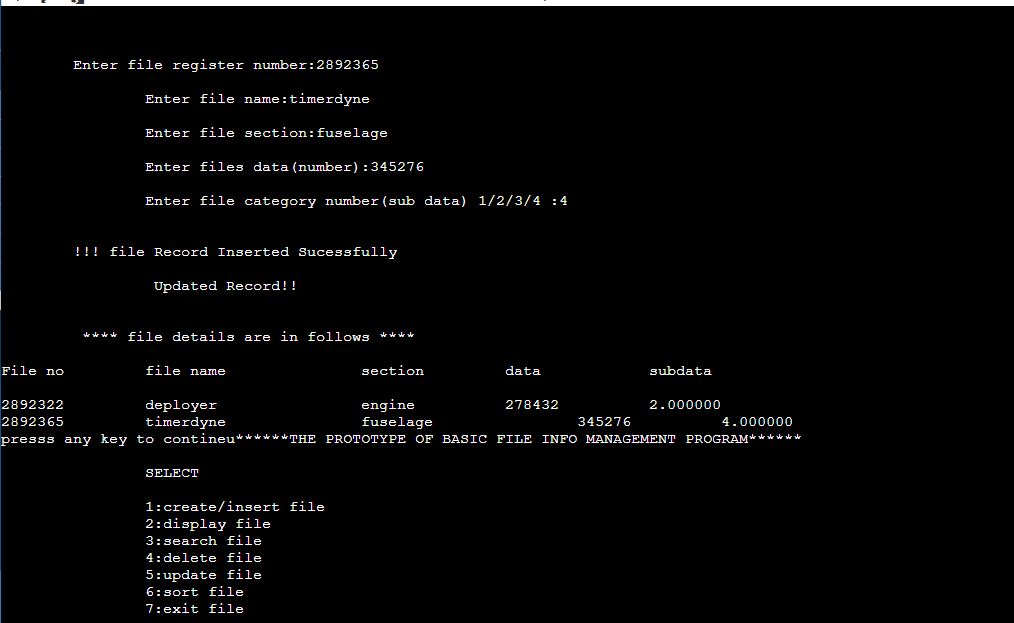 Enter file register number:2892365
Enter file name:timerdyne
Enter file section:fuselage
Enter files data(number):345276
Enter file category number(sub data) 1/2/3/4 :4
!!! file Record Inserted Sucessfully
Updated Record!!
**** file details are in follows ****
File no file name section data subdata
2892322 deployer engine 278432 2.000000
2892365 timerdyne fuselage 345276 4.000000
presss any key to contineu******THE PROTOTYPE OF BASIC FILE INFO MANAGEMENT PROGRAM******
SELECT
1:create/insert file
2:display file
3:search file
4:delete file
5:update file
6:sort file
7:exit file